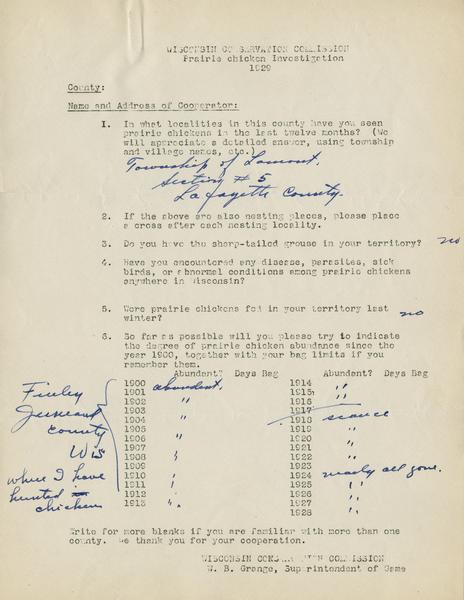 WISCONSIN CONSERVATION COMMISSION
Prairie chicken Investigation
1929
County:
Name and Address of Cooperator:
1. In what localities in this county have you seen
prairie chickens in the last twelve months? (We
will appreciate a detailed answer, using township
and village names, etc.)
Township of Lamont.
Section # 5
La fayette County.
2. If the above are also nesting places, please place
a cross after each nesting locality.
3. Do you have the sharp-tailed grouse in your territory? no
4. Have you encountered any disease, parasites, sick
birds, or abnormal conditions among prairie chickens
anywhere in Wisconsin?
5. Were prairie chickens fed in your territory last
winter? no
6. So far as possible will you please try to indicate
the degree of prairie chicken abundance since the
year 1900, together with your bag limits if you
remember them.
Abundant? Days Bag Abundant? Days Bag
1900 1914 "
1901 abundent. 1915 "
1902 " 1916 "
1903 1917
1904 " 1918 scarce
1905 1919 "
1906 " 1920 "
1907 1921 "
1908 " 1922 "
1909 1923
1910 " 1924 nearly all gone.
1911 " 1925 "
1912 " 1926 "
1913 " 1927 "
1928 "
Finley
County
Wis
where I have
hunted
chicken
Write for more blanks if you are familiar with more than one
county. We thank you for your cooperation.
WISCONSIN CONSERVATION COMMISSION
W. B. Grange, Superintendent of Game